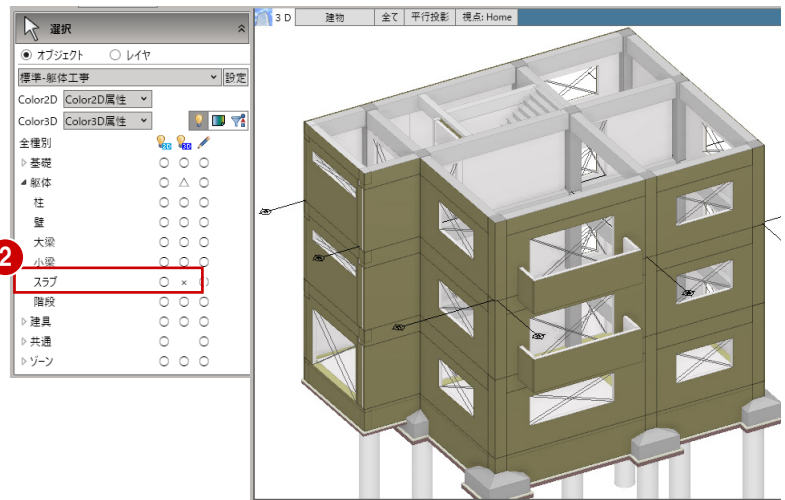 選択
オブジェクト レイヤ
標準-躯体工事 設定
Color2D Color2D属性
Color3D Color3D属性
全種別 2D 3D
基礎 ○ ○ ○
躯体 ○ △ ○
柱 ○ ○ ○
壁 ○ ○ ○
大梁 ○ ○ ○
小梁 ○ ○ ○
2
スラブ ○ × ○
階段 ○ ○ ○
建具 ○ ○ ○
共通 ○ ○
ゾーン ○ ○ ○
3D 建物 全て 平行投影 視点: Home